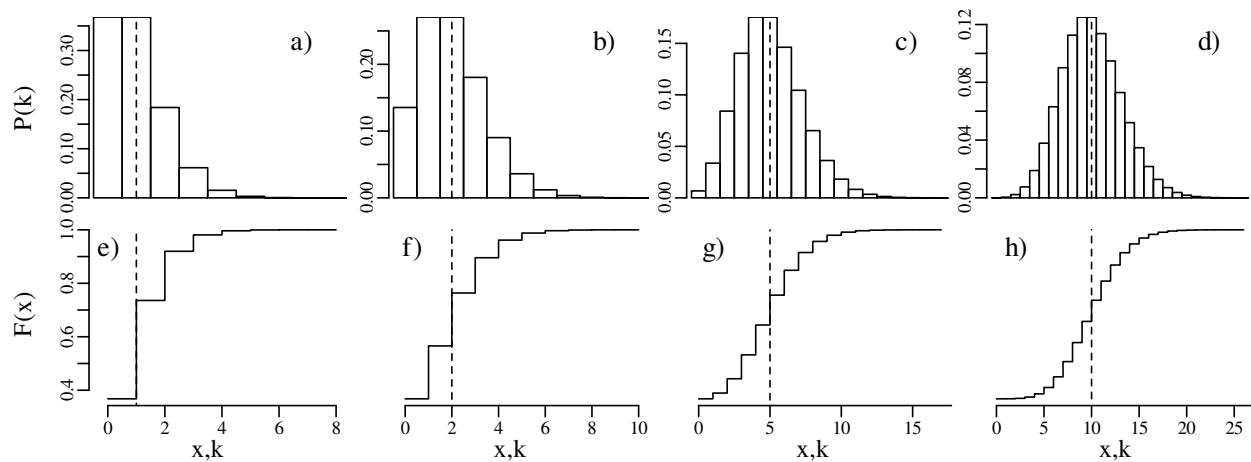 a) b) c) d)
P(k)
0.00 0.10 0.20 0.30
0.00 0.10 0.20
0.00 0.05 0.10 0.15
0.00 0.04 0.08 0.12
e) f) g) h)
F(x)
0.4 0.6 0.8 1.0
0 2 4 6 8
0 2 4 6 8 10
0 5 10 15
0 5 10 15 20 25
x,k x,k x,k x,k